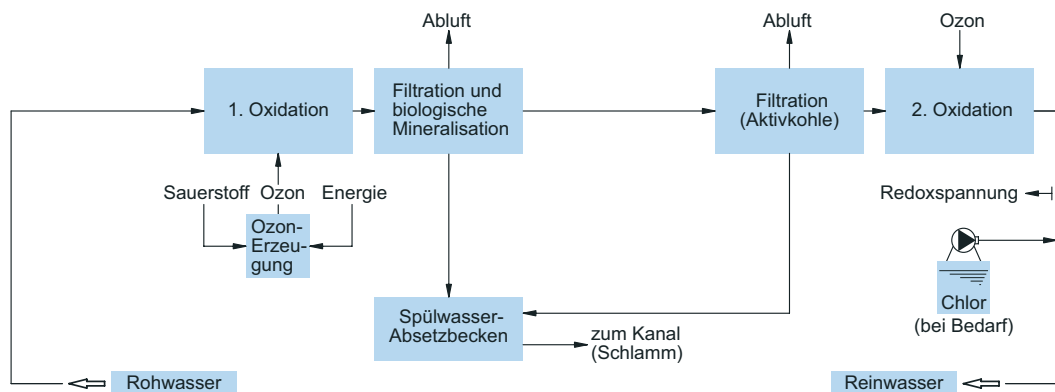 Abluft
Abluft
Ozon
1. Oxidation
Filtration und
biologische
Mineralisation
Filtration
(Aktivkohle)
2. Oxidation
Sauerstoff
Ozon
Energie
Redoxspannung
Ozon-
Erzeu-
gung
Chlor
(bei Bedarf)
Spülwasser-
Absetzbecken
zum Kanal
(Schlamm)
Rohwasser
Reinwasser